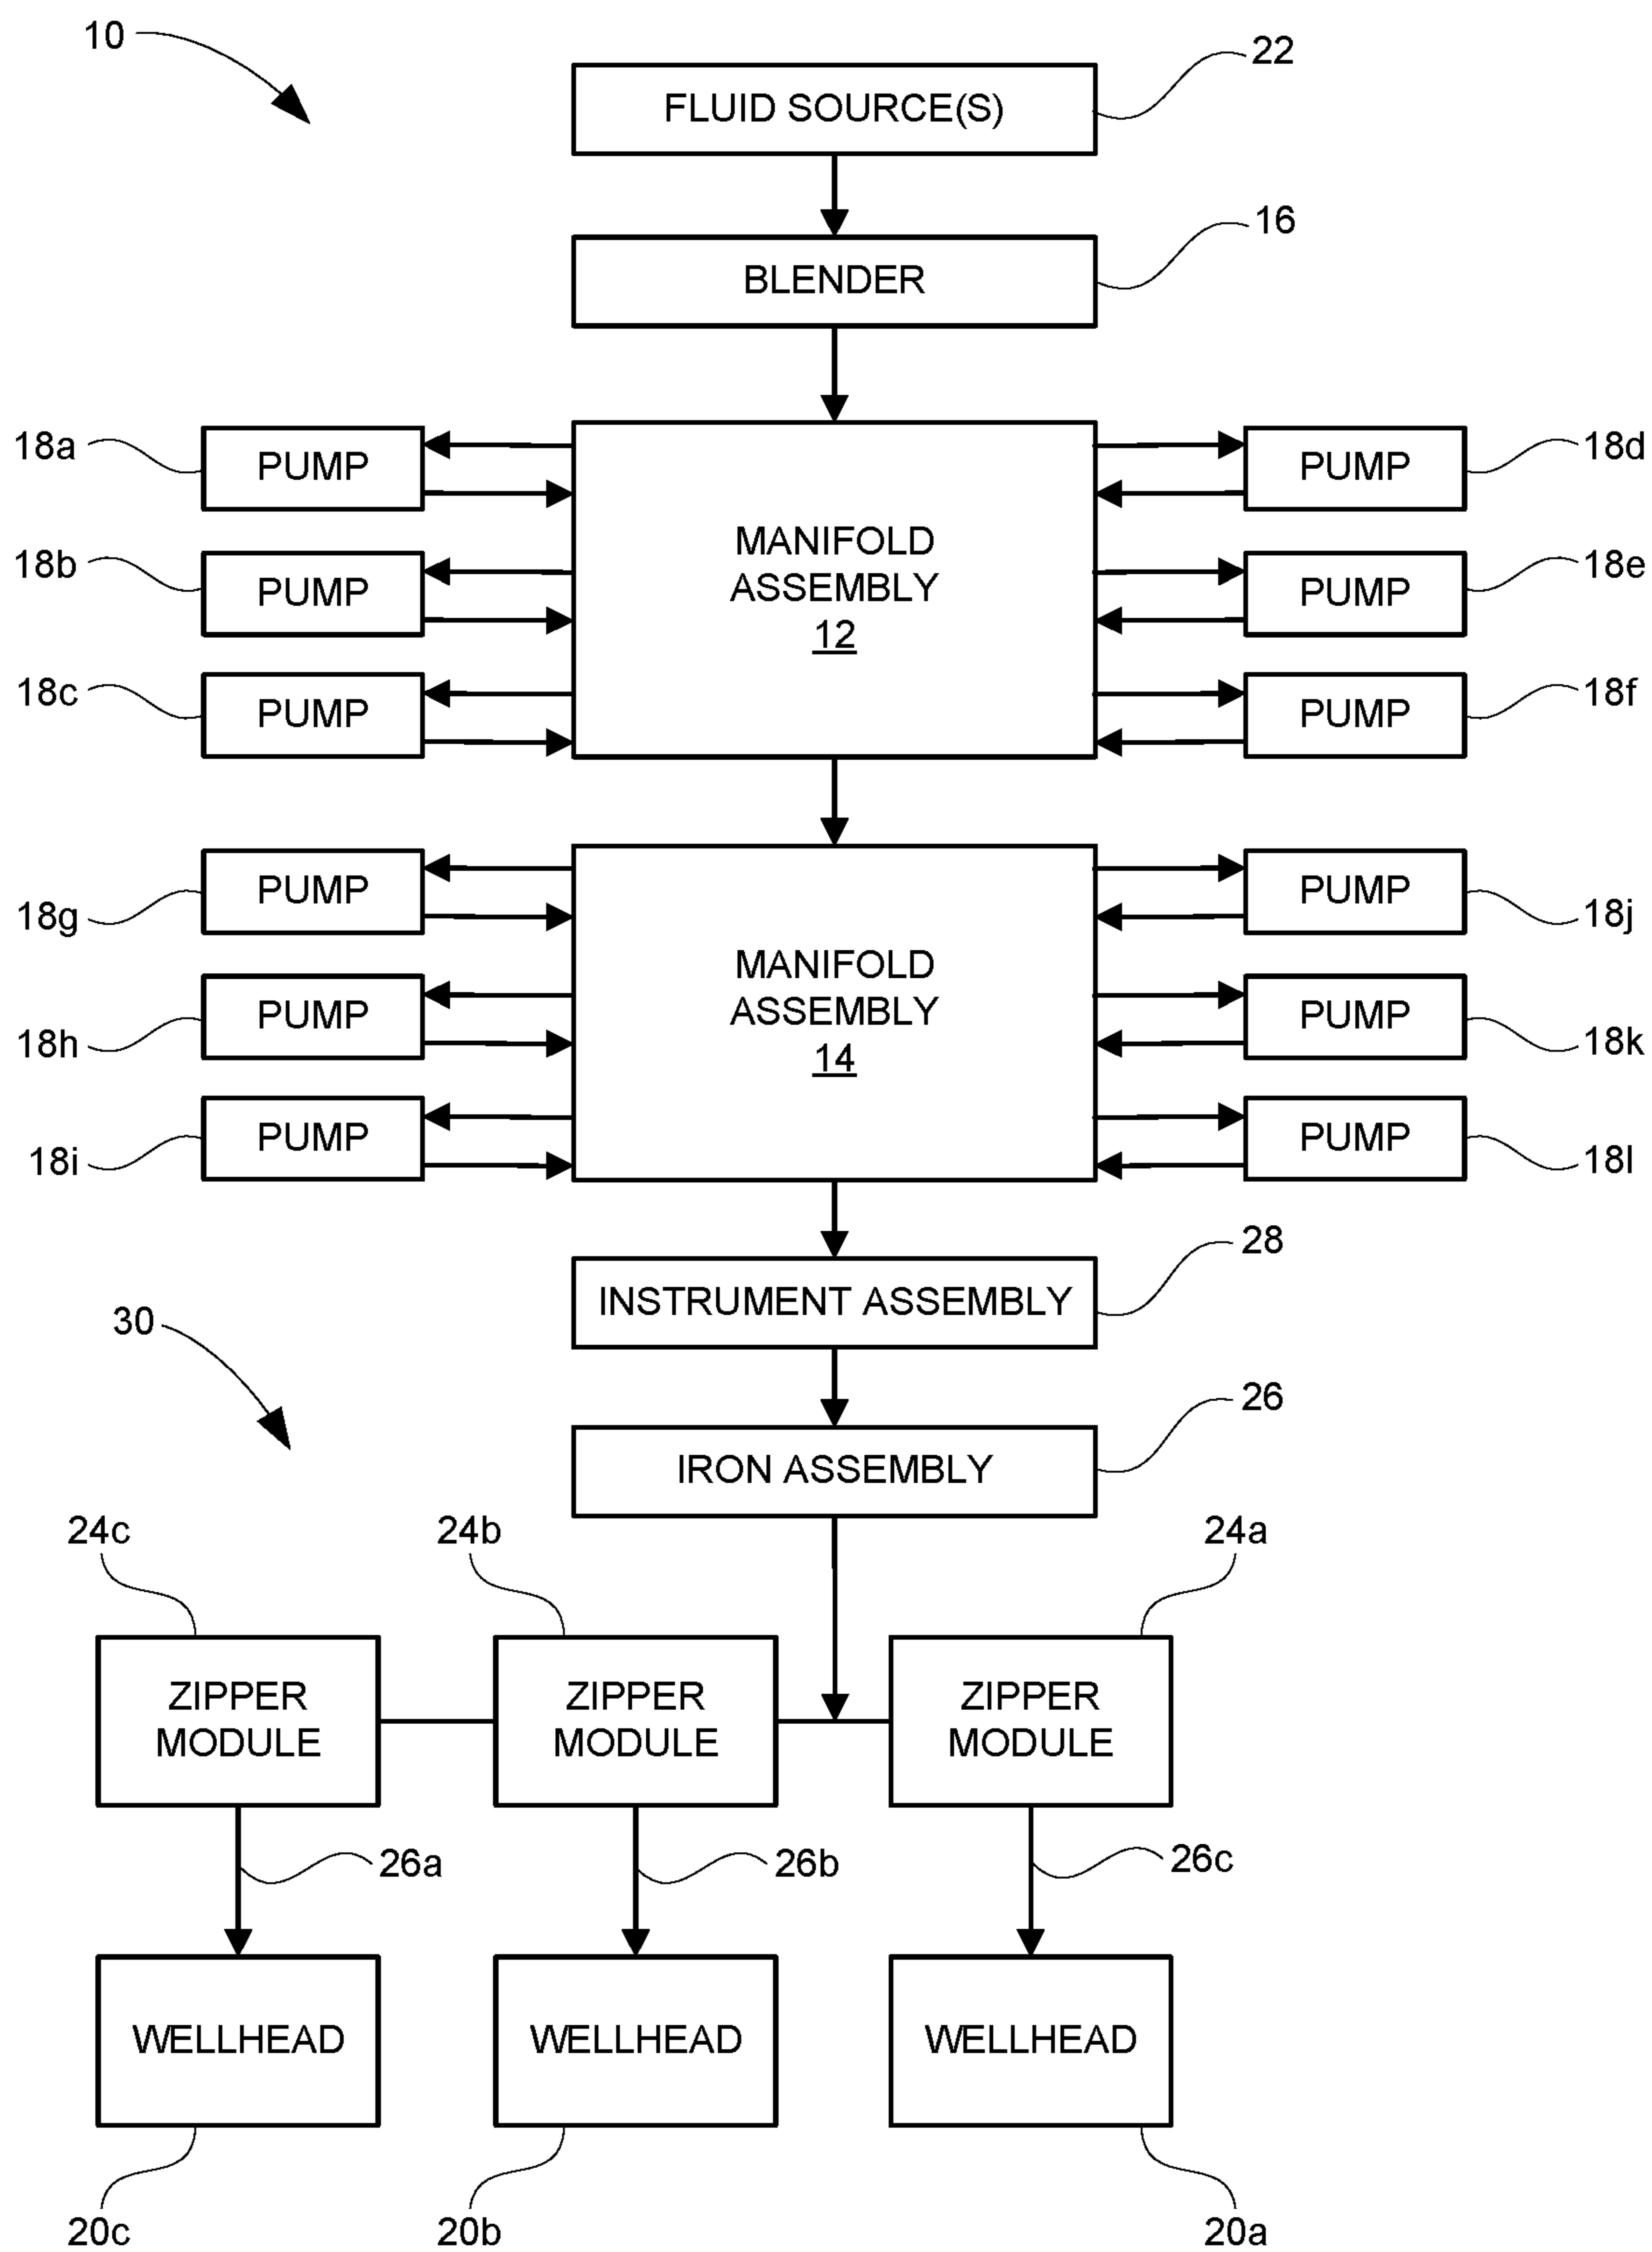 10
22
FLUID SOURCE(S)
16
BLENDER
18a
PUMP
PUMP
18d
MANIFOLD
ASSEMBLY
12
18b
PUMP
PUMP
18e
18c
PUMP
PUMP
18f
18g
PUMP
PUMP
18j
MANIFOLD
ASSEMBLY
14
18h
PUMP
PUMP
18k
18i
PUMP
PUMP
18l
28
INSTRUMENT ASSEMBLY
30
26
IRON ASSEMBLY
24c
24b
24a
ZIPPER
MODULE
ZIPPER
MODULE
ZIPPER
MODULE
26a
26b
26c
WELLHEAD
WELLHEAD
WELLHEAD
20c
20b
20a